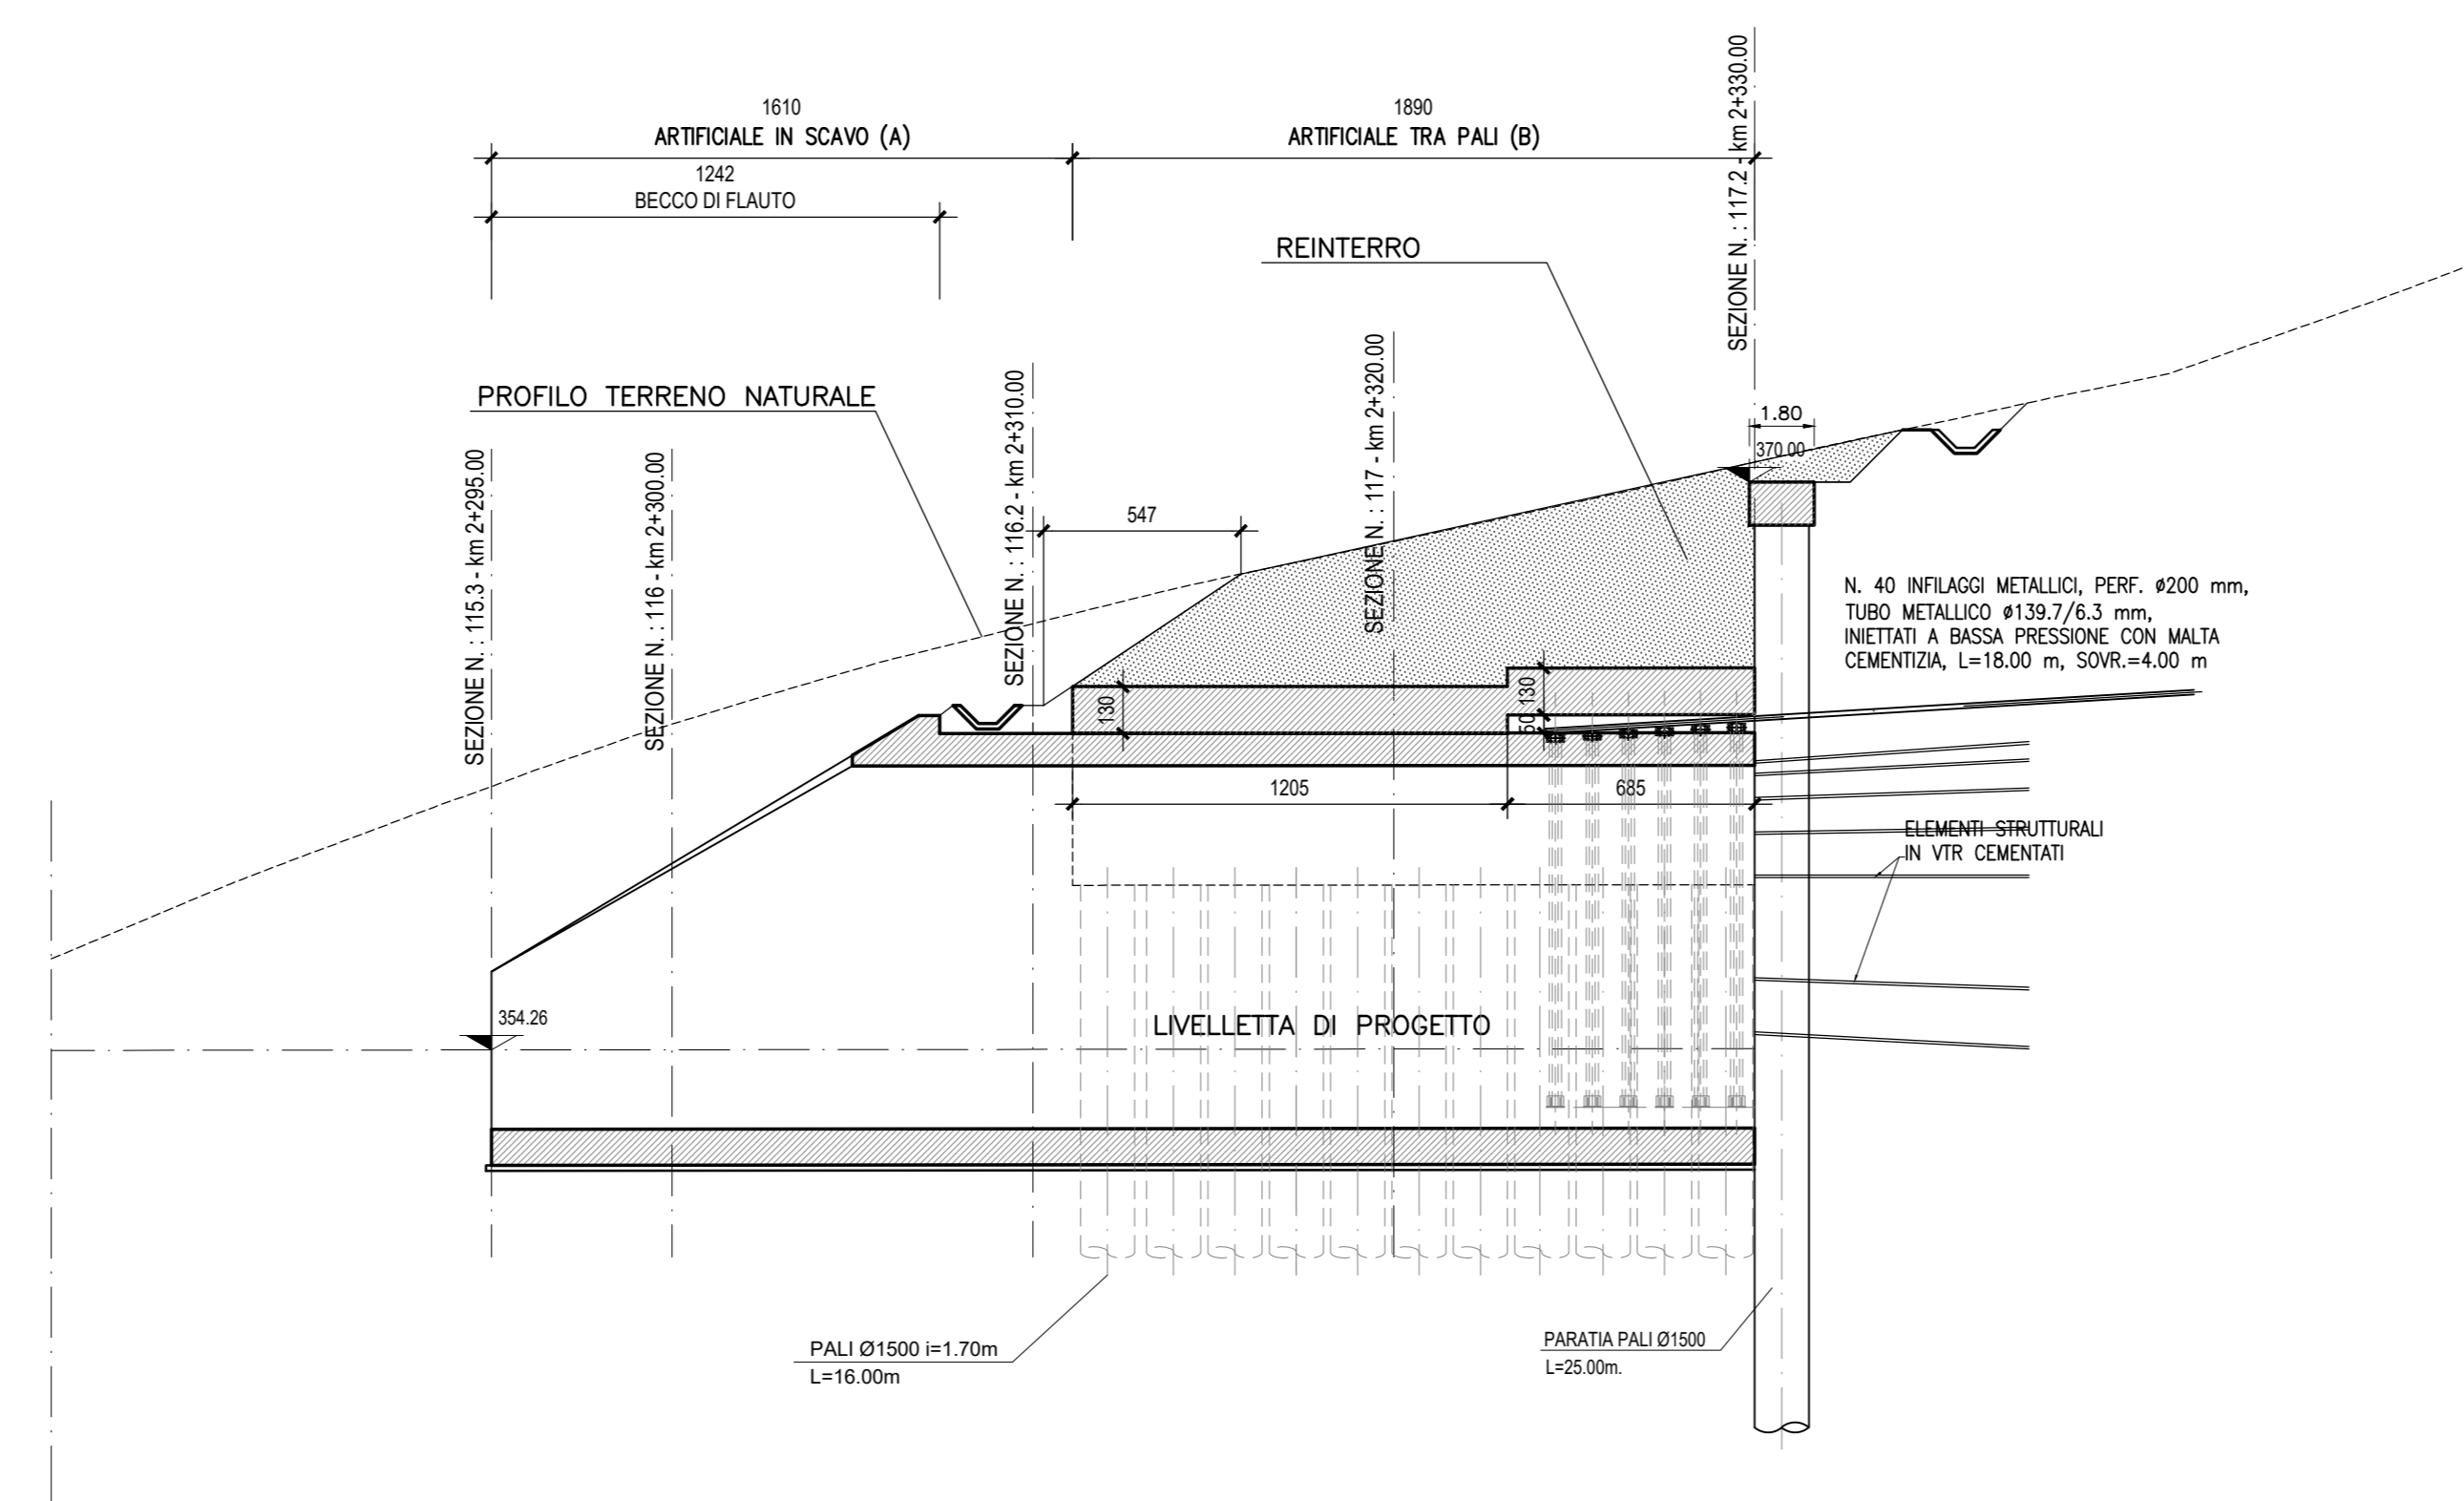 1610
ARTIFICIALE IN SCAVO (A)
1890
ARTIFICIALE TRA PALI (B)
1242
BECCO DI FLAUTO
REINTERRO
SEZIONE N. : 117.2 - km 2+330.00
PROFILO TERRENO NATURALE
SEZIONE N. : 115.3 - km 2+295.00
SEZIONE N. : 116 - km 2+300.00
SEZIONE N. : 116.2 - km 2+310.00
SEZIONE N. : 117 - km 2+320.00
1.80
370.00
547
N. 40 INFILAGGI METALLICI, PERF. ø200 mm,
TUBO METALLICO ø139.7/6.3 mm,
INIETTATI A BASSA PRESSIONE CON MALTA
CEMENTIZIA, L=18.00 m, SOVR.=4.00 m
130
130
50
1205
685
ELEMENTI STRUTTURALI
IN VTR CEMENTATI
354.26
LIVELLETTA DI PROGETTO
PALI Ø1500 i=1.70m
L=16.00m
PARATIA PALI Ø1500
L=25.00m.